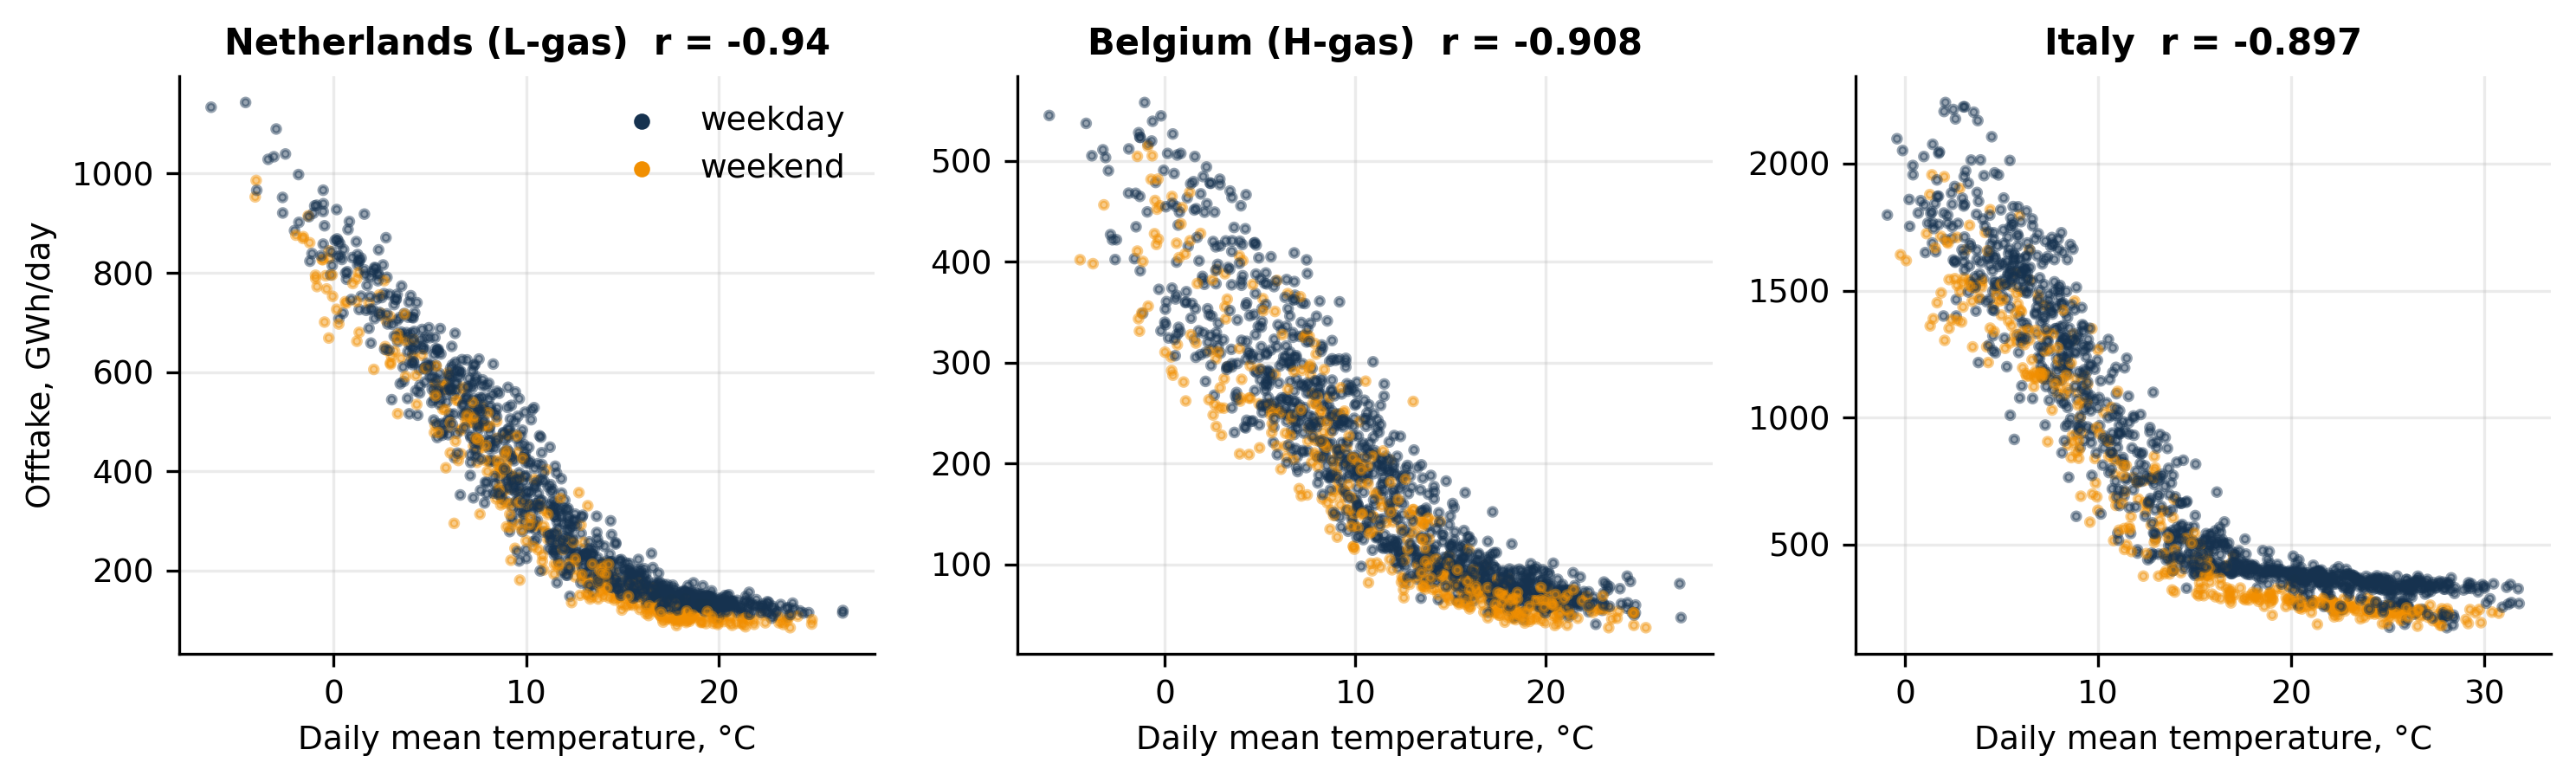 Netherlands (L-gas)  r = -0.94
Offtake, GWh/day
1000
800
600
400
200
weekday
weekend
0 10 20
Daily mean temperature, °C
Belgium (H-gas)  r = -0.908
500
400
300
200
100
0 10 20
Daily mean temperature, °C
Italy  r = -0.897
2000
1500
1000
500
0 10 20 30
Daily mean temperature, °C